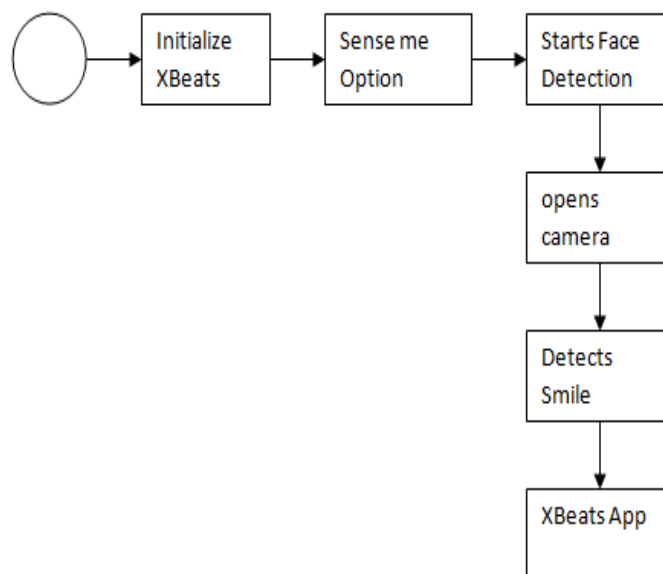 Initialize
XBeats
Sense me
Option
Starts Face
Detection
opens
camera
Detects
Smile
XBeats App